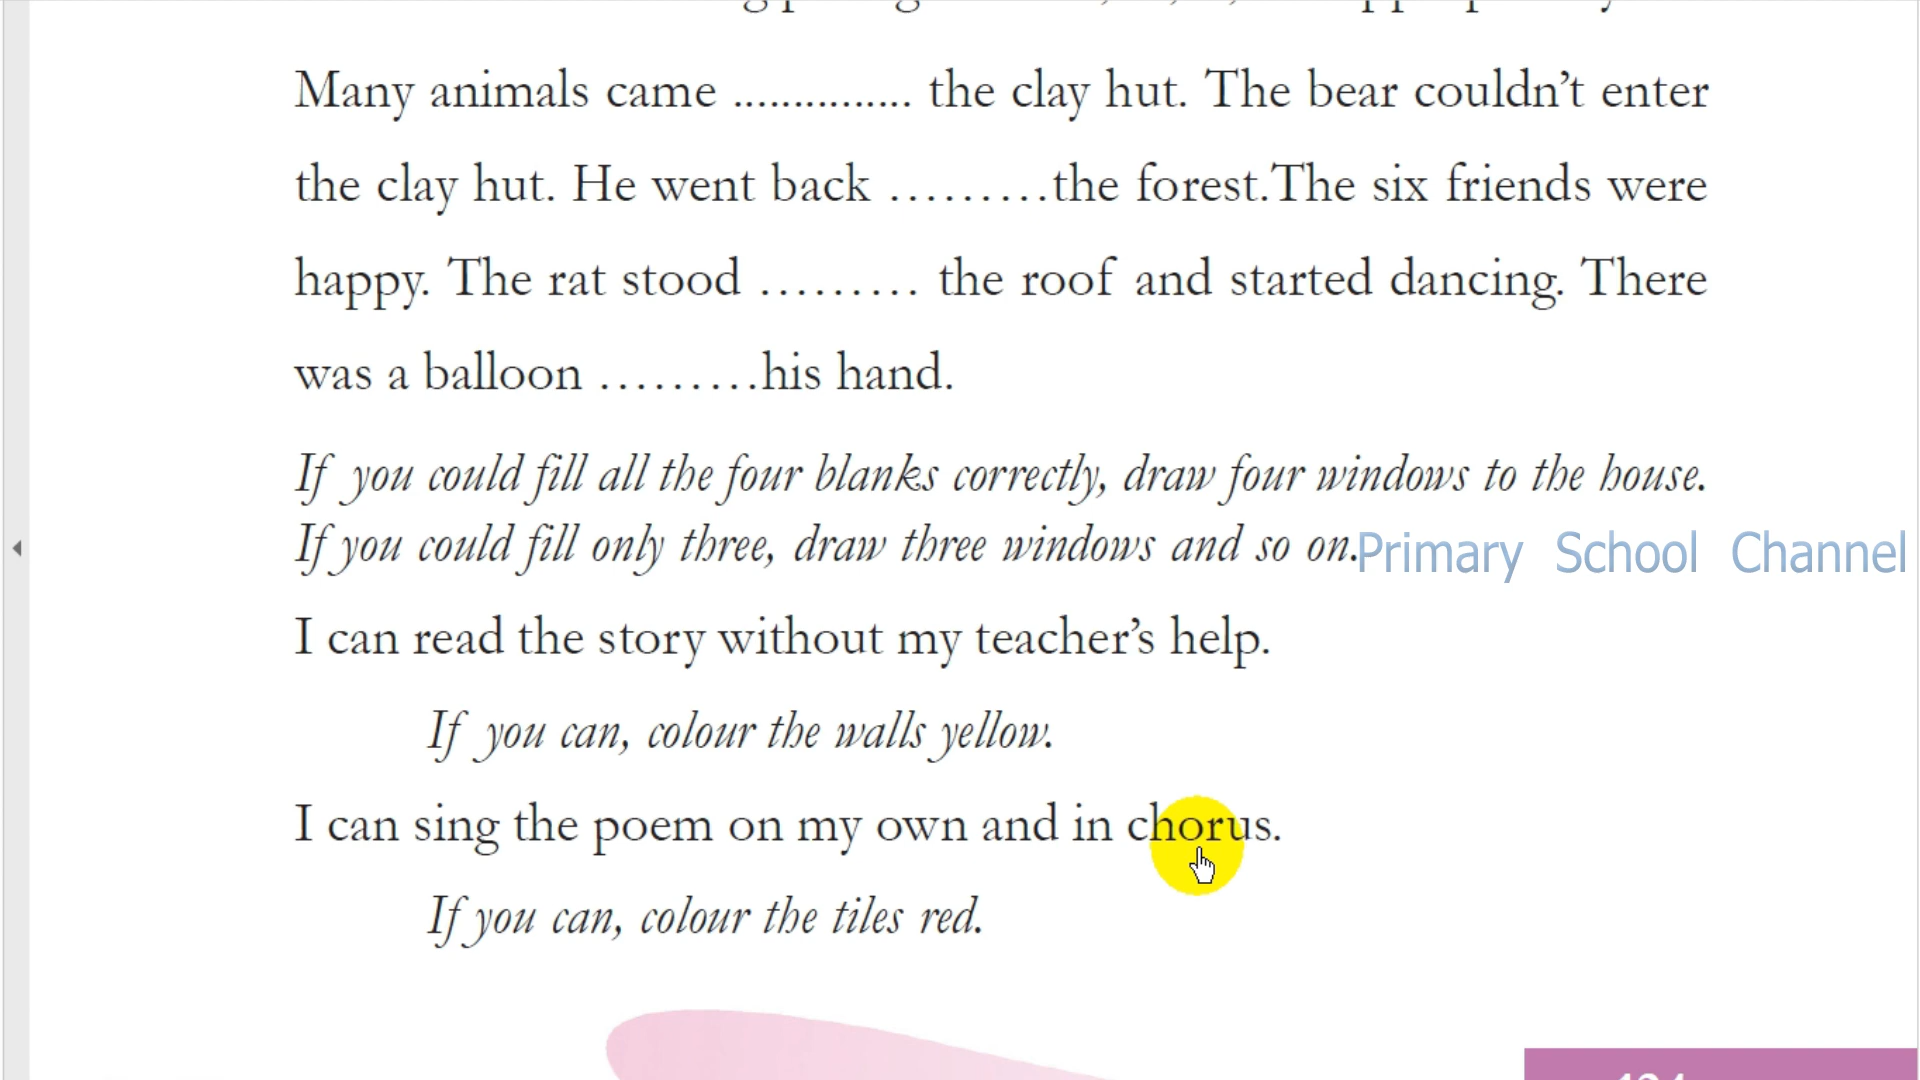 Many animals came ............... the clay hut. The bear couldn’t enter
the clay hut. He went back ………the forest.The six friends were
happy. The rat stood ……… the roof and started dancing. There
was a balloon ………his hand.
If you could fill all the four blanks correctly, draw four windows to the house.
If you could fill only three, draw three windows and so on.
Primary School Channel
I can read the story without my teacher’s help.
If you can, colour the walls yellow.
I can sing the poem on my own and in chorus.
If you can, colour the tiles red.